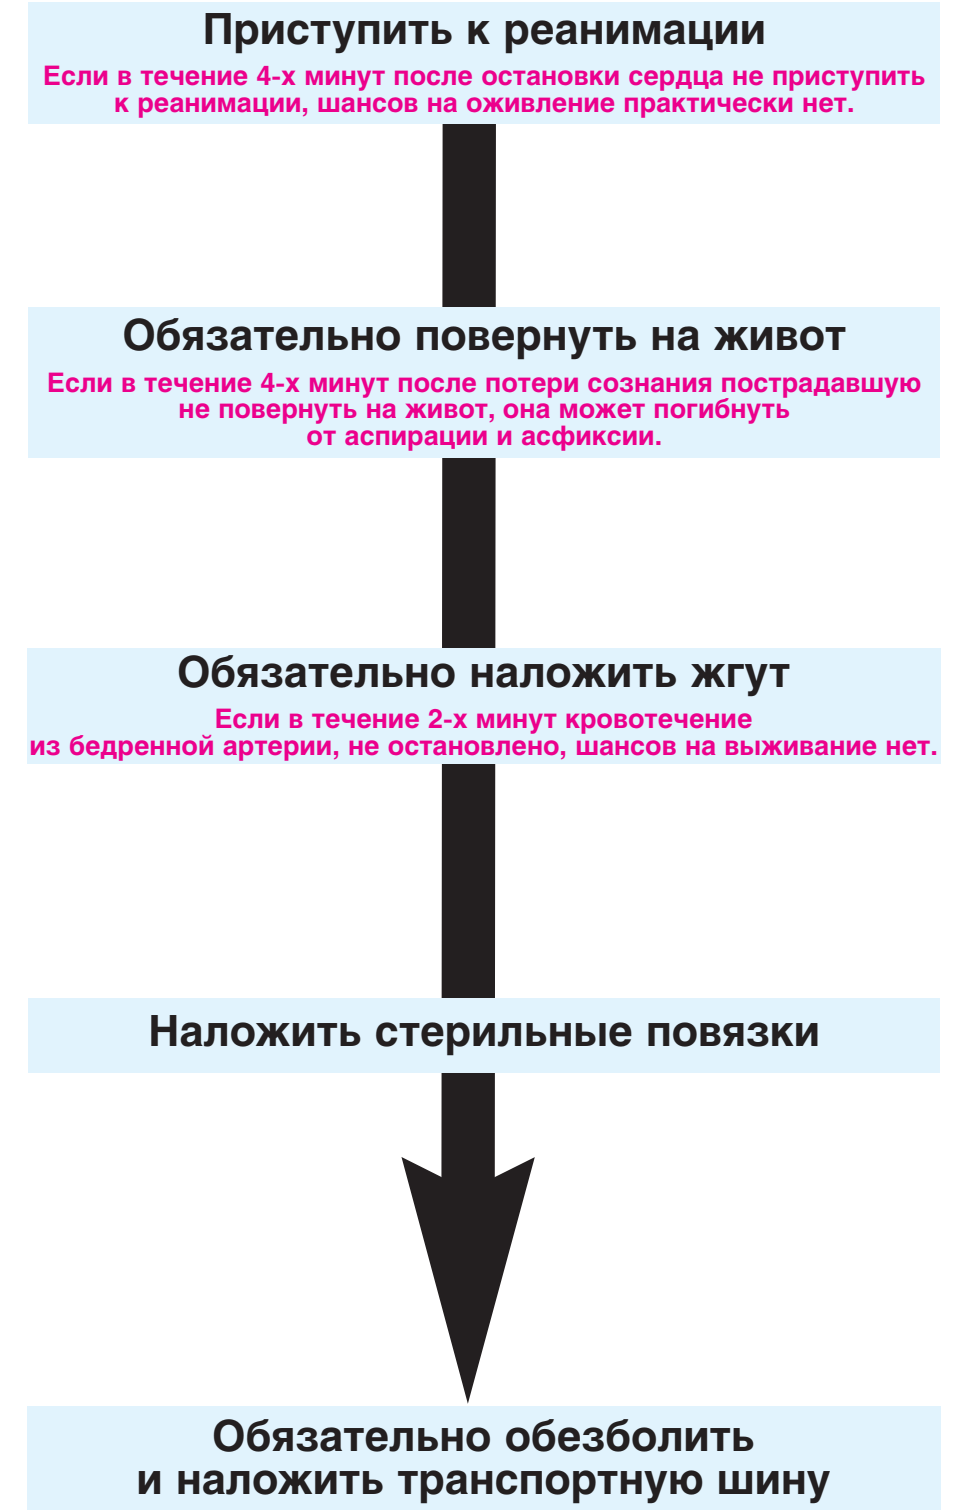 Приступить к реанимации
Если в течение 4-х минут после остановки сердца не приступить
к реанимации, шансов на оживление практически нет.
Обязательно повернуть на живот
Если в течение 4-х минут после потери сознания пострадавшую
не повернуть на живот, она может погибнуть
от аспирации и асфиксии.
Обязательно наложить жгут
Если в течение 2-х минут кровотечение
из бедренной артерии, не остановлено, шансов на выживание нет.
Наложить стерильные повязки
Обязательно обезболить
и наложить транспортную шину